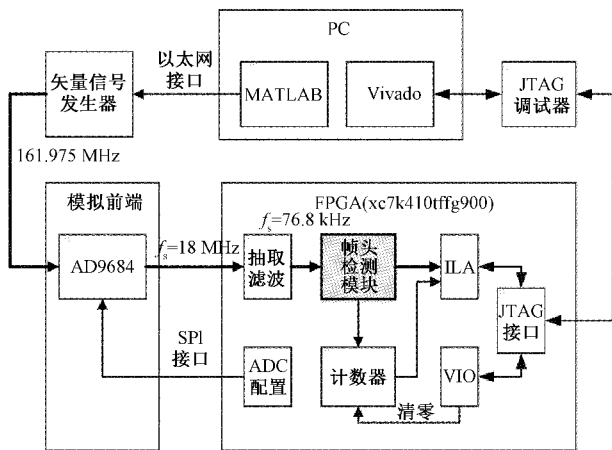 PC
矢量信号
发生器
以太网
接口
MATLAB
Vivado
JTAG
调试器
161.975 MHz
模拟前端
FPGA(xc7k410tffg900)
AD9684
fs=18 MHz
抽取
滤波
fs=76.8 kHz
帧头
检测
模块
ILA
JTAG
接口
SPI
接口
ADC
配置
计数器
VIO
清零